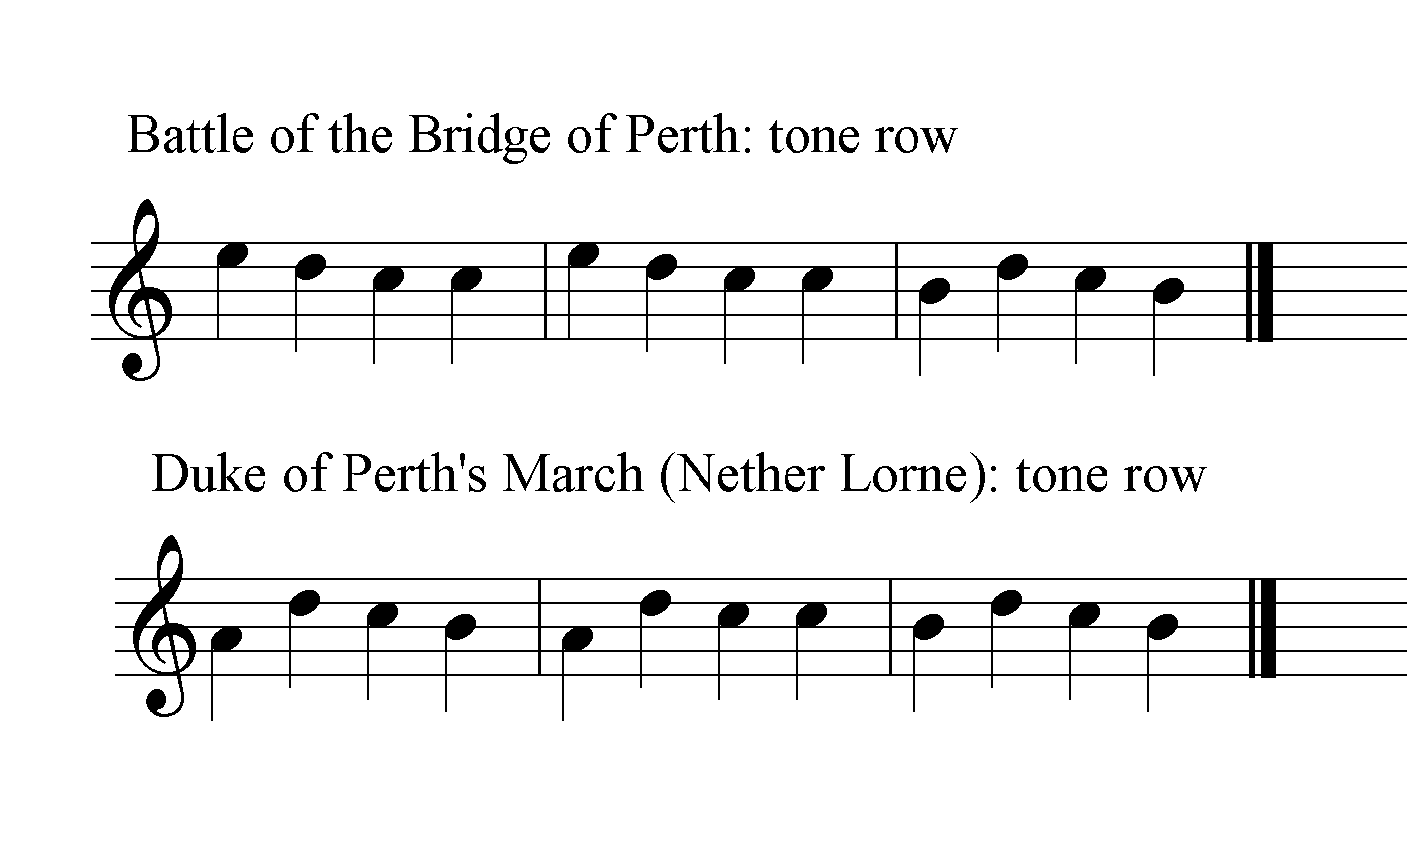 Battle of the Bridge of Perth: tone row
Duke of Perth's March (Nether Lorne): tone row